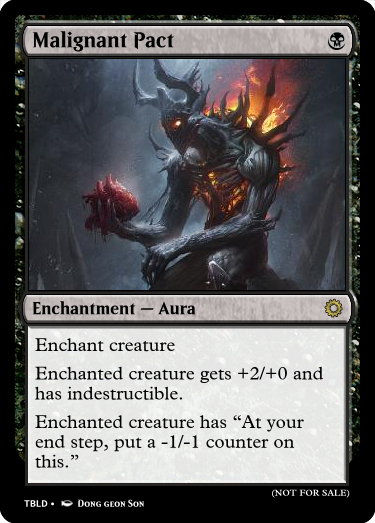 Malignant Pact
Enchantment — Aura
Enchant creature
Enchanted creature gets +2/+0 and
has indestructible.
Enchanted creature has “At your
end step, put a -1/-1 counter on
this.”
(NOT FOR SALE)
TBLD • Dong geon Son